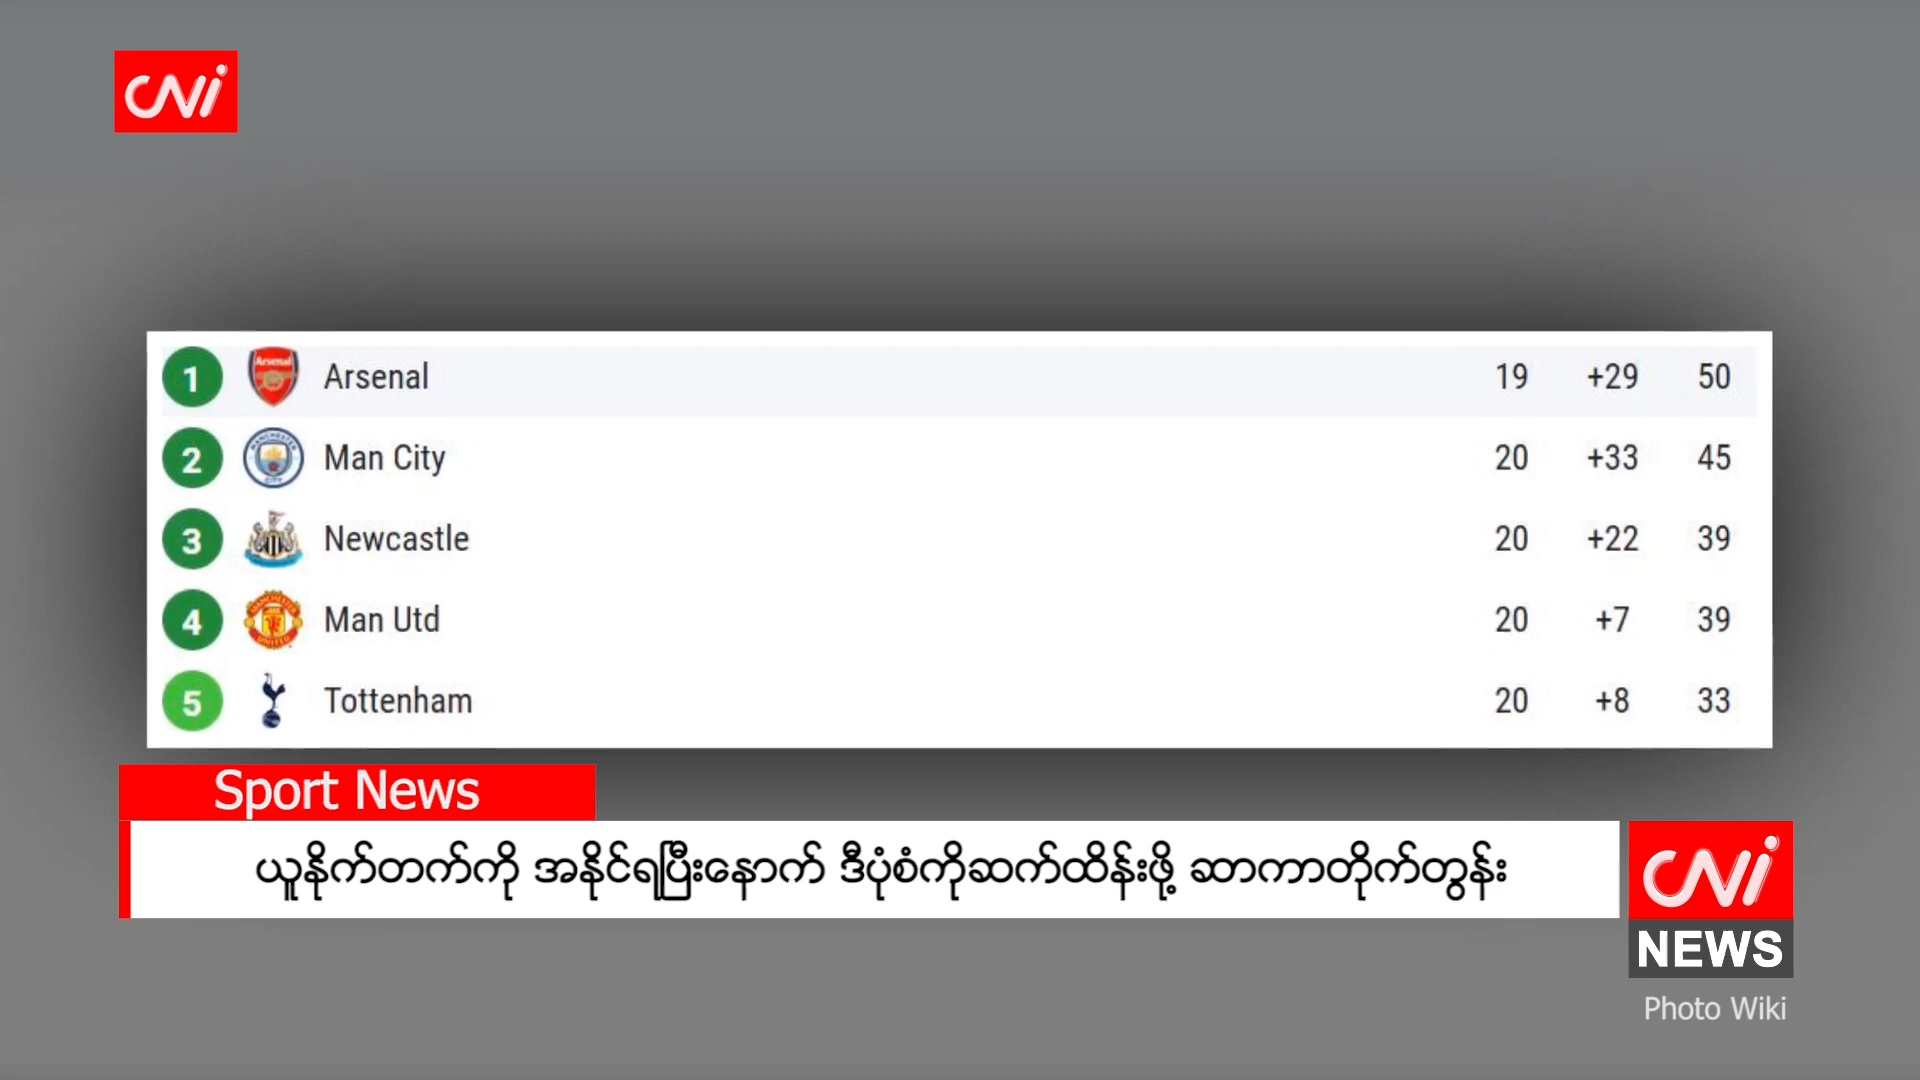 CNi
1 Arsenal 19 +29 50
2 Man City 20 +33 45
3 Newcastle 20 +22 39
4 Man Utd 20 +7 39
5 Tottenham 20 +8 33
Sport News
ယူနိုက်တက်ကို အနိုင်ရပြီးနောက် ဒီပုံစံကိုဆက်ထိန်းဖို့ ဆာကာတိုက်တွန်း
CNi
NEWS
Photo Wiki